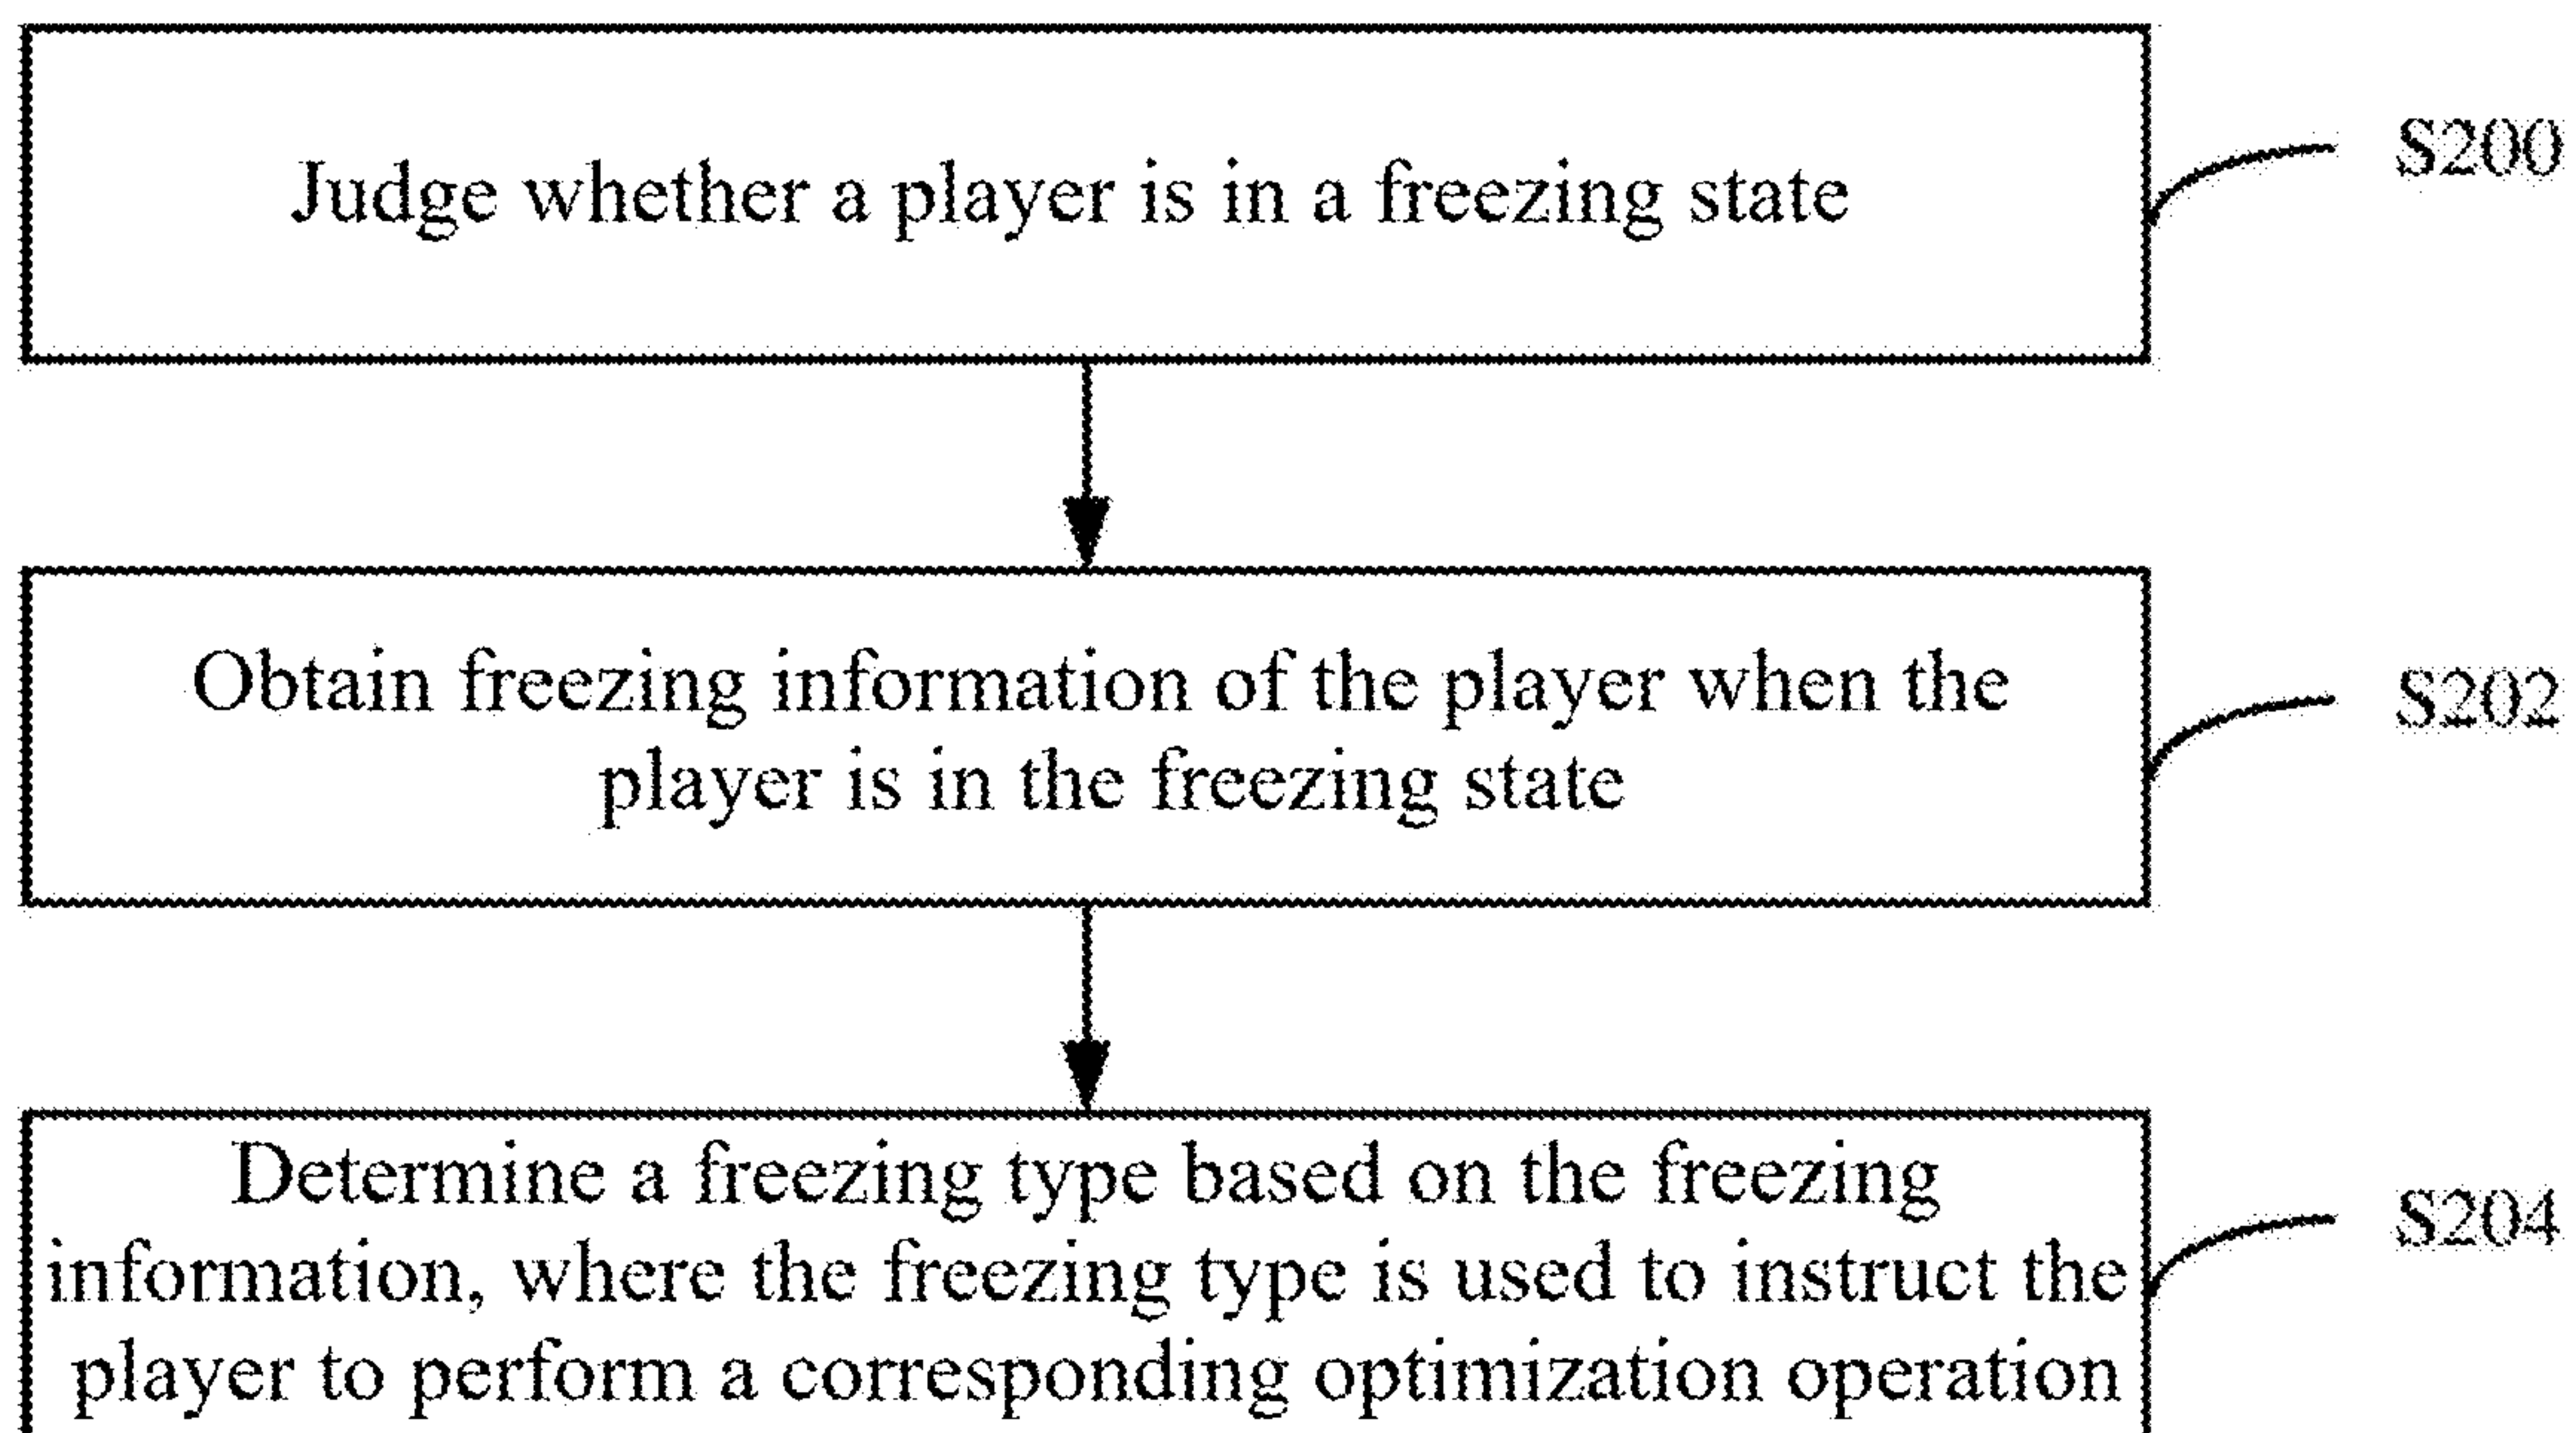 Judge whether a player is in a freezing state
S200
Obtain freezing information of the player when the
player is in the freezing state
S202
Determine a freezing type based on the freezing
information, where the freezing type is used to instruct the
player to perform a corresponding optimization operation
S204